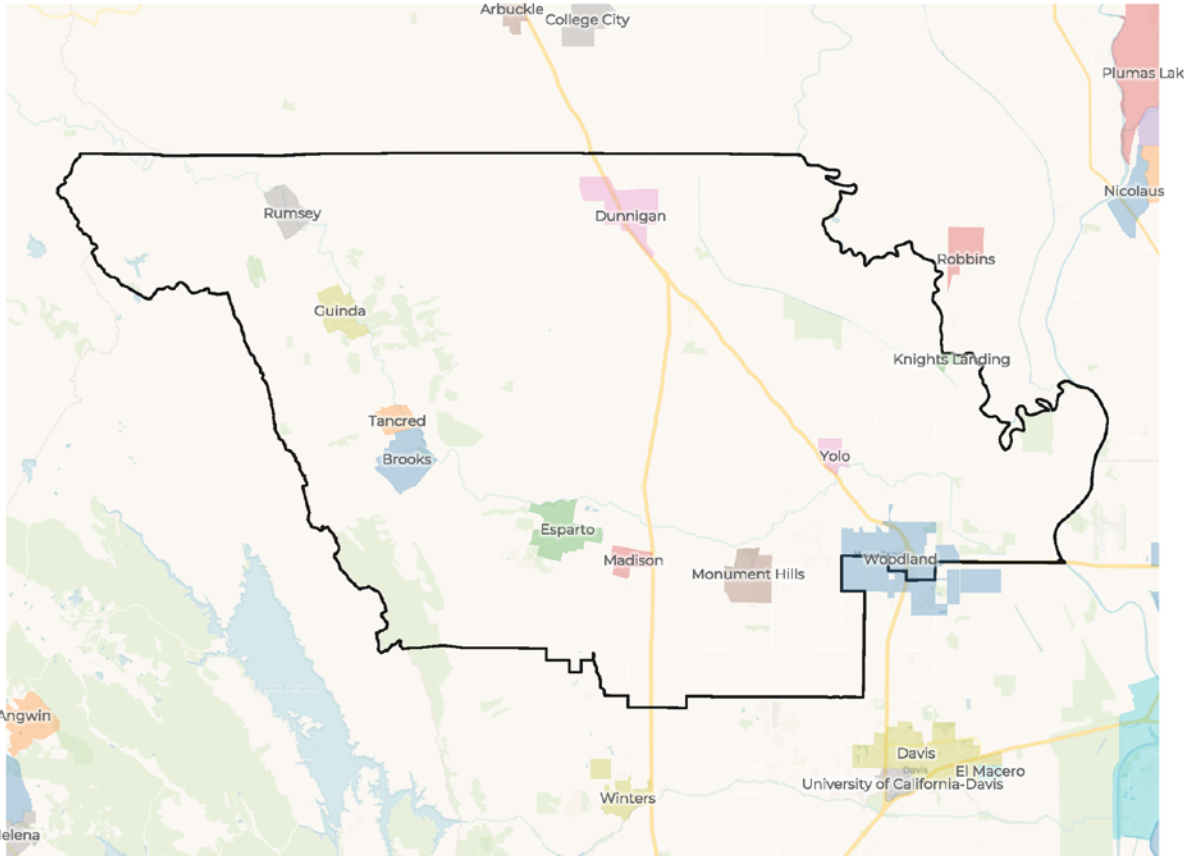 Arbuckle
College City
Plumas Lak
Nicolaus
Rumsey
Dunnigan
Robbins
Guinda
Knights Landing
Tancred
Brooks
Yolo
Esparto
Madison
Woodland
Monument Hills
Angwin
Davis
Davis
El Macero
University of California-Davis
Winters
elena